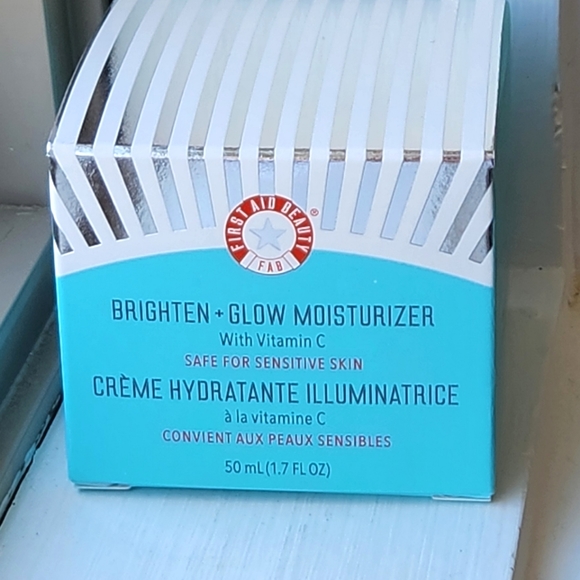 FIRST AID BEAUTY®
FAB
BRIGHTEN + GLOW MOISTURIZER
With Vitamin C
SAFE FOR SENSITIVE SKIN
CRÈME HYDRATANTE ILLUMINATRICE
à la vitamine C
CONVIENT AUX PEAUX SENSIBLES
50 mL (1.7 FL OZ)